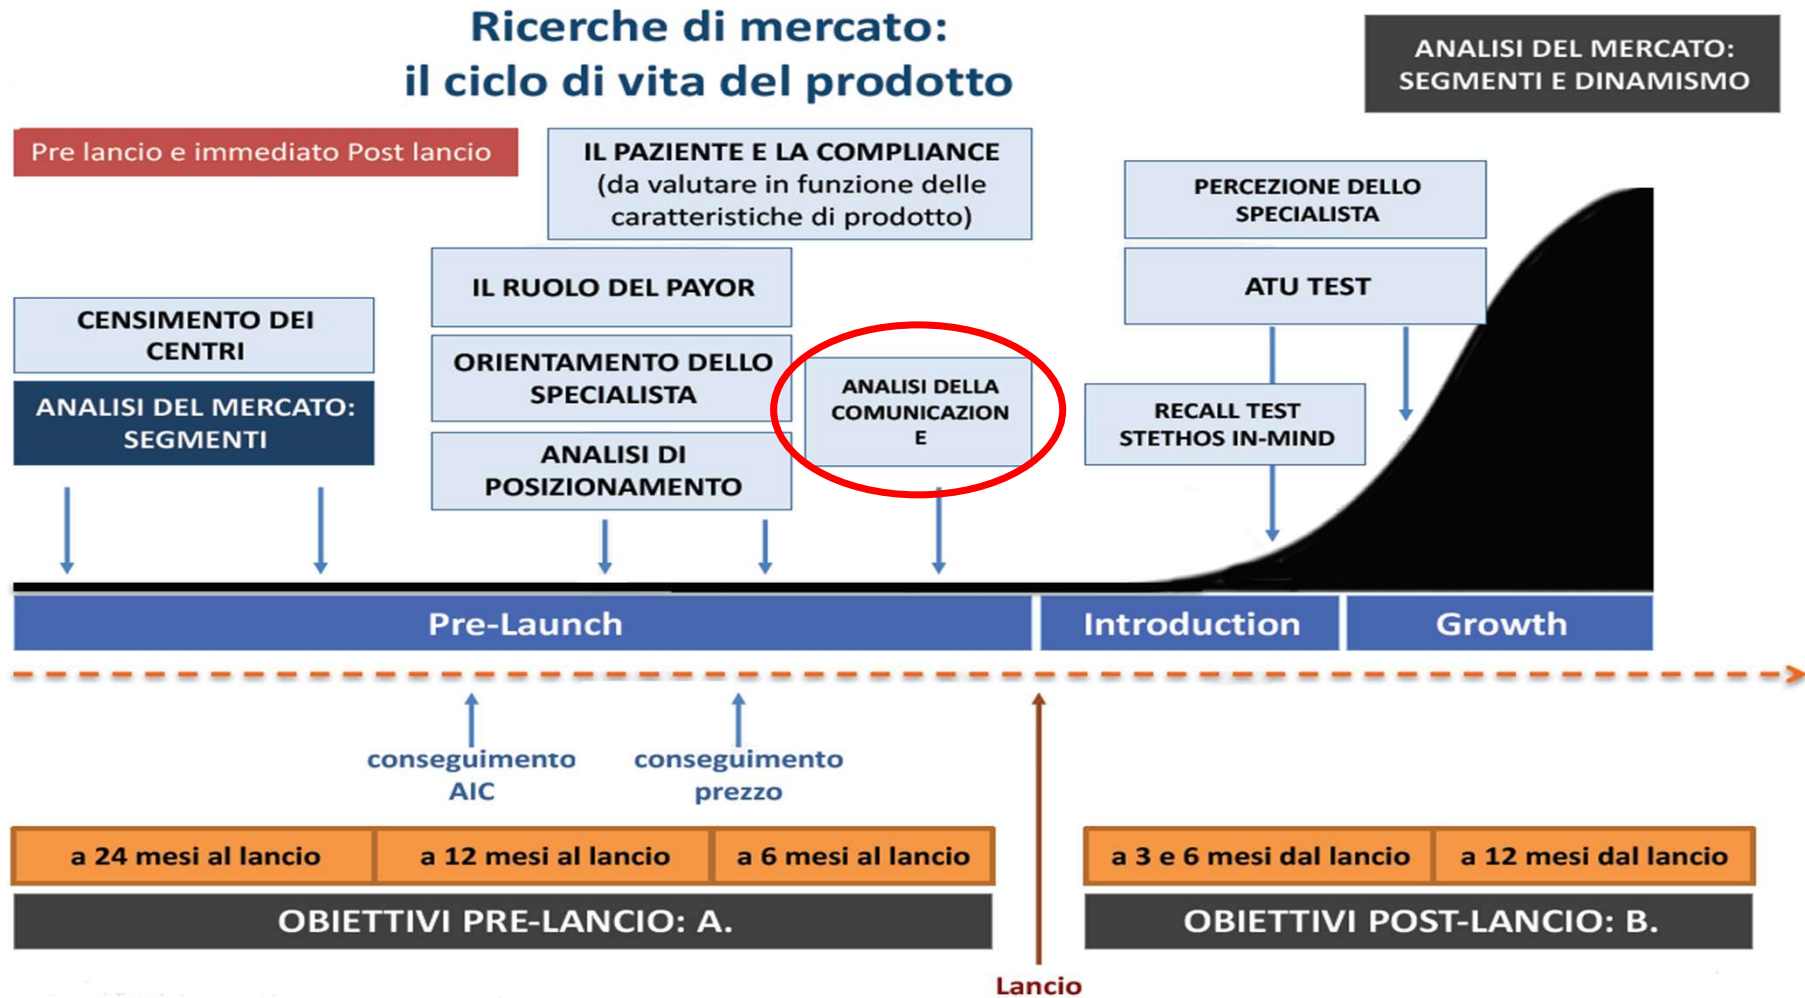 Ricerche di mercato:
il ciclo di vita del prodotto
ANALISI DEL MERCATO:
SEGMENTI E DINAMISMO
Pre lancio e immediato Post lancio
IL PAZIENTE E LA COMPLIANCE
(da valutare in funzione delle
caratteristiche di prodotto)
PERCEZIONE DELLO
SPECIALISTA
IL RUOLO DEL PAYOR
ATU TEST
CENSIMENTO DEI
CENTRI
ORIENTAMENTO DELLO
SPECIALISTA
ANALISI DELLA
COMUNICAZION
E
ANALISI DEL MERCATO:
SEGMENTI
RECALL TEST
STETHOS IN-MIND
ANALISI DI
POSIZIONAMENTO
Pre-Launch
Introduction
Growth
conseguimento
AIC
conseguimento
prezzo
a 24 mesi al lancio
a 12 mesi al lancio
a 6 mesi al lancio
a 3 e 6 mesi dal lancio
a 12 mesi dal lancio
OBIETTIVI PRE-LANCIO: A.
OBIETTIVI POST-LANCIO: B.
Lancio